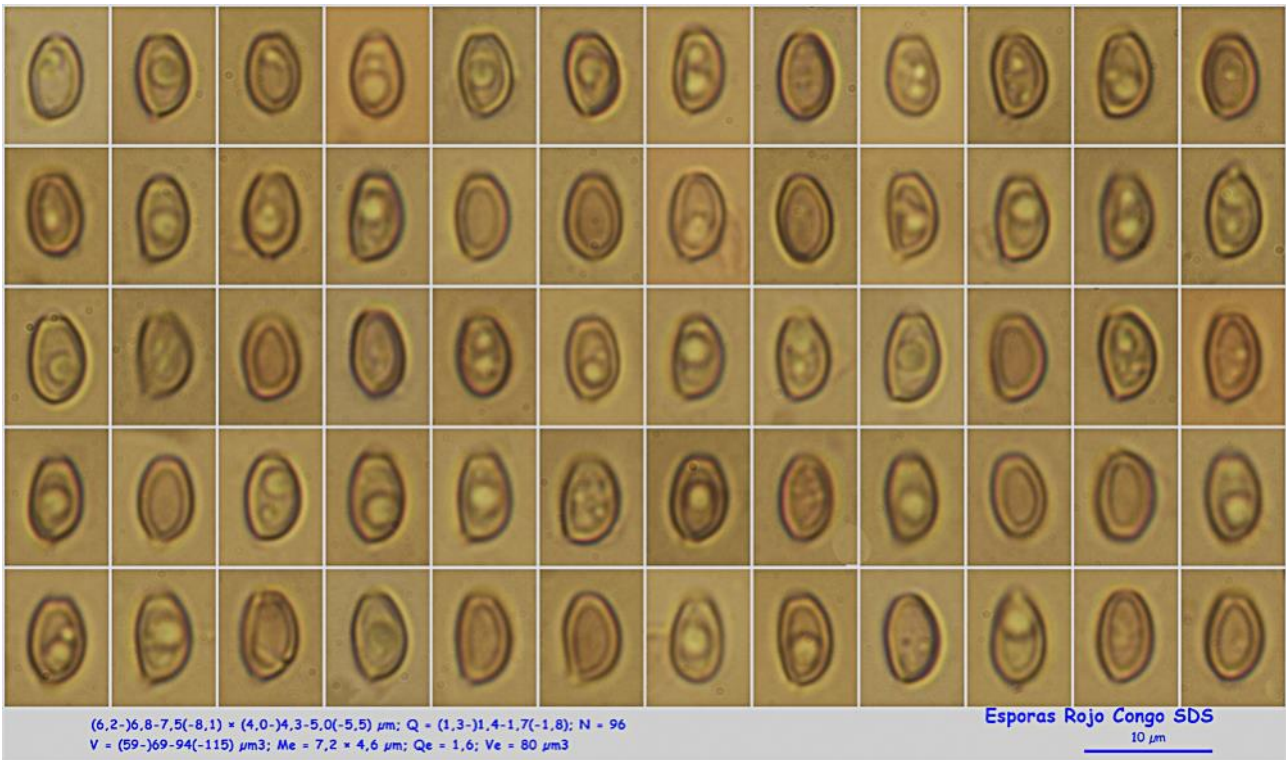 (6,2-)6,8-7,5(-8,1) × (4,0-)4,3-5,0(-5,5) µm; Q = (1,3-)1,4-1,7(-1,8); N = 96
V = (59-)69-94(-115) µm3; Me = 7,2 × 4,6 µm; Qe = 1,6; Ve = 80 µm3
Esporas Rojo Congo SDS
10 µm